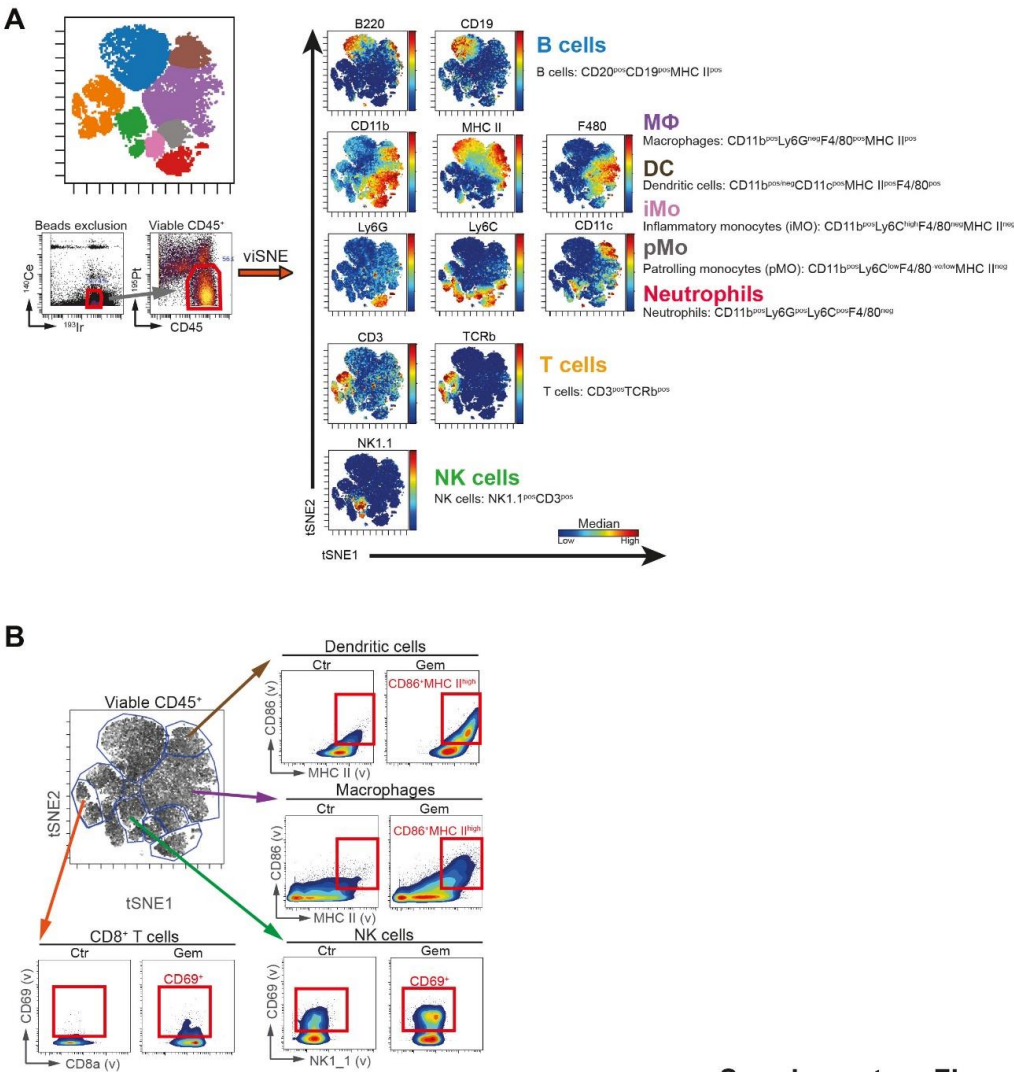 A
B220
CD19
B cells
B cells: CD20posCD19posMHC IIpos
CD11b
MHC II
F480
MΦ
Macrophages: CD11bposLy6GnegF4/80posMHC IIpos
DC
Dendritic cells: CD11bpos/negCD11cposMHC IIposF4/80pos
iMo
Inflammatory monocytes (iMO): CD11bposLy6ChighF4/80negMHC IIneg
Beads exclusion
Viable CD45+
140Ce
193Ir
195Pt
CD45
viSNE
Ly6G
Ly6C
CD11c
pMo
Patrolling monocytes (pMO): CD11bposLy6ClowF4/80-ve/lowMHC IIneg
Neutrophils
Neutrophils: CD11bposLy6GposLy6CposF4/80neg
CD3
TCRb
T cells
T cells: CD3posTCRbpos
NK1.1
NK cells
NK cells: NK1.1posCD3pos
Median
Low
High
tSNE2
tSNE1
B
Viable CD45+
tSNE2
tSNE1
Dendritic cells
Ctr
Gem
CD86+MHC IIhigh
CD86 (v)
MHC II (v)
Macrophages
Ctr
Gem
CD86+MHC IIhigh
CD86 (v)
MHC II (v)
CD8+ T cells
Ctr
Gem
CD69+
CD69 (v)
CD8a (v)
NK cells
Ctr
Gem
CD69+
CD69 (v)
NK1_1 (v)